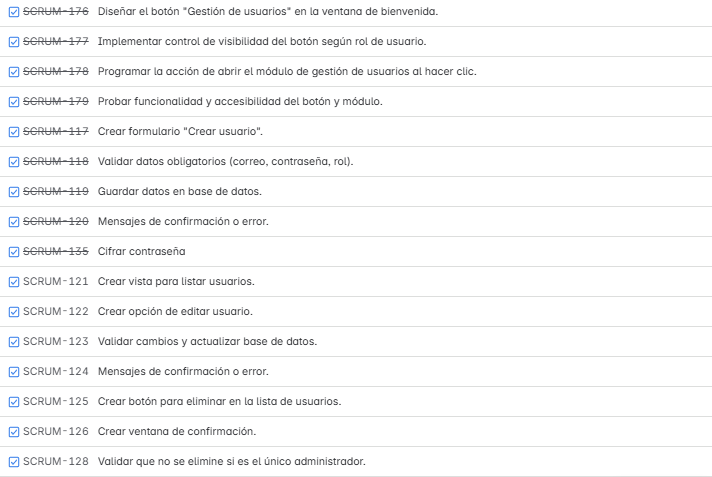 SCRUM-176 Diseñar el botón "Gestión de usuarios" en la ventana de bienvenida.
SCRUM-177 Implementar control de visibilidad del botón según rol de usuario.
SCRUM-178 Programar la acción de abrir el módulo de gestión de usuarios al hacer clic.
SCRUM-179 Probar funcionalidad y accesibilidad del botón y módulo.
SCRUM-117 Crear formulario "Crear usuario".
SCRUM-118 Validar datos obligatorios (correo, contraseña, rol).
SCRUM-119 Guardar datos en base de datos.
SCRUM-120 Mensajes de confirmación o error.
SCRUM-135 Cifrar contraseña
SCRUM-121 Crear vista para listar usuarios.
SCRUM-122 Crear opción de editar usuario.
SCRUM-123 Validar cambios y actualizar base de datos.
SCRUM-124 Mensajes de confirmación o error.
SCRUM-125 Crear botón para eliminar en la lista de usuarios.
SCRUM-126 Crear ventana de confirmación.
SCRUM-128 Validar que no se elimine si es el único administrador.